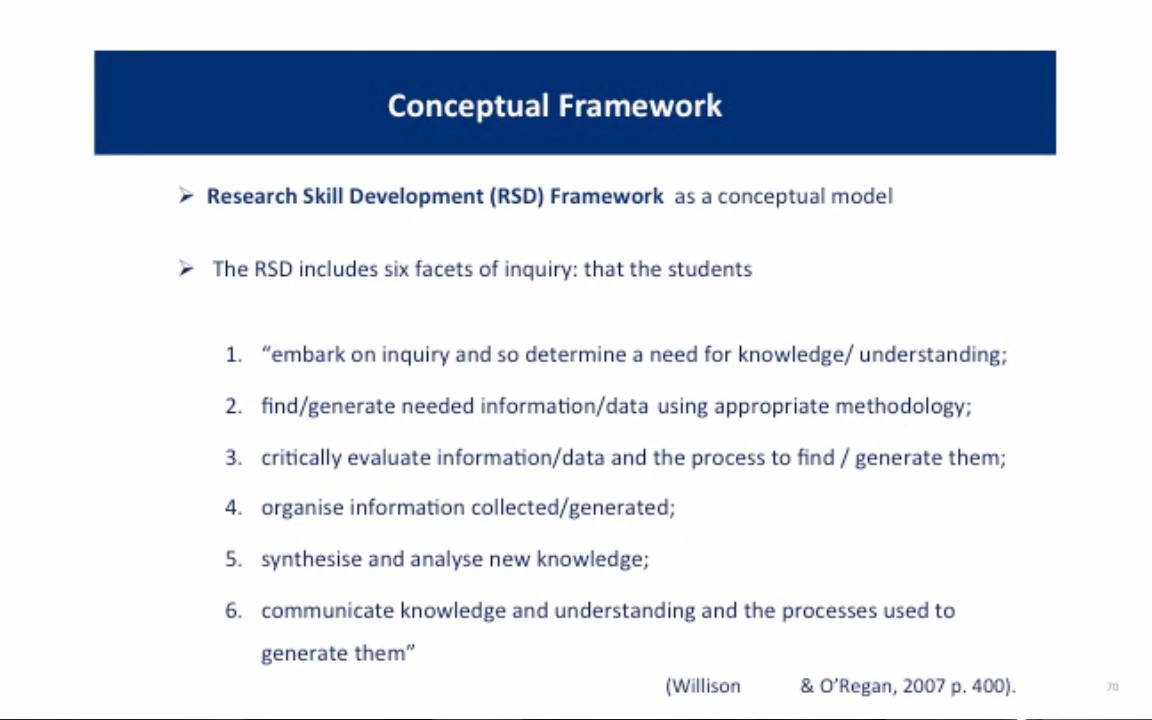 Conceptual Framework
➢ Research Skill Development (RSD) Framework as a conceptual model
➢ The RSD includes six facets of inquiry: that the students
1. “embark on inquiry and so determine a need for knowledge/ understanding;
2. find/generate needed information/data using appropriate methodology;
3. critically evaluate information/data and the process to find / generate them;
4. organise information collected/generated;
5. synthesise and analyse new knowledge;
6. communicate knowledge and understanding and the processes used to
generate them”
(Willison & O’Regan, 2007 p. 400).
70